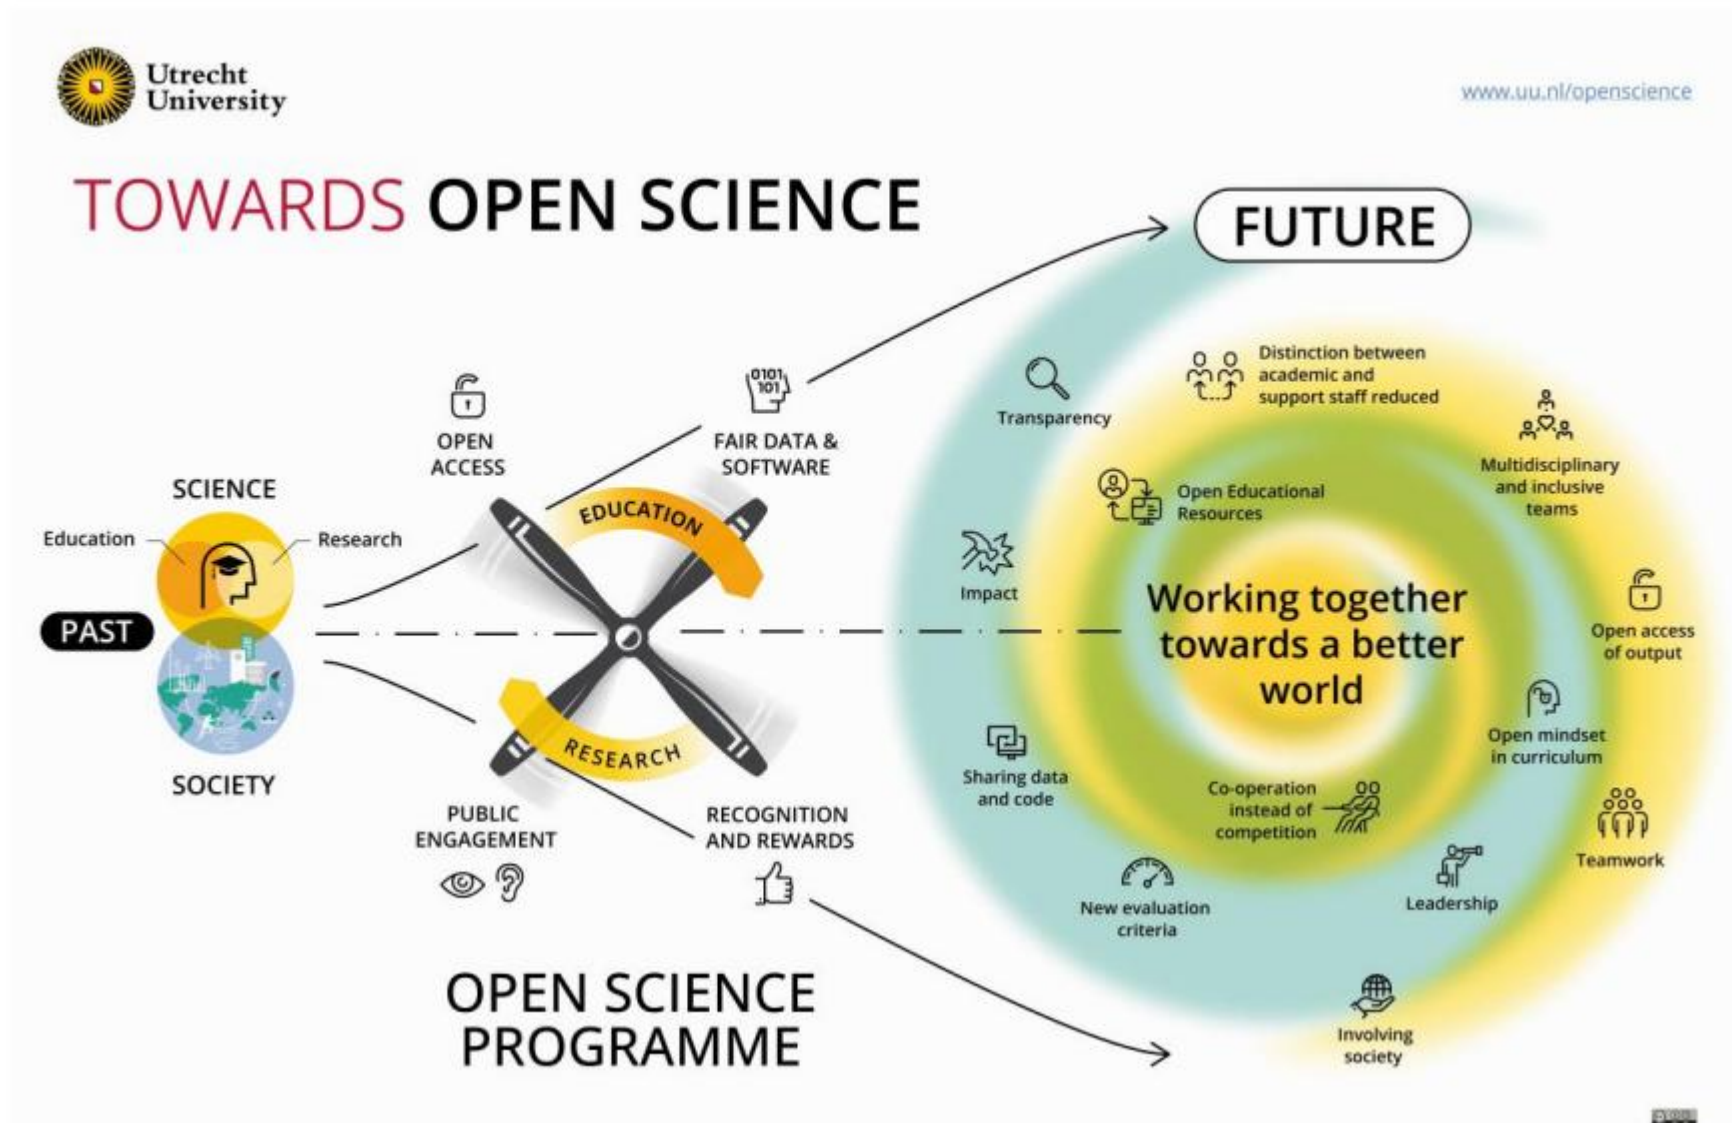 Utrecht
University
www.uu.nl/openscience
TOWARDS OPEN SCIENCE
FUTURE
OPEN
ACCESS
0101
101
FAIR DATA &
SOFTWARE
SCIENCE
Education
Research
PAST
SOCIETY
EDUCATION
RESEARCH
PUBLIC
ENGAGEMENT
RECOGNITION
AND REWARDS
OPEN SCIENCE
PROGRAMME
Transparency
Distinction between
academic and
support staff reduced
Multidisciplinary
and inclusive
teams
Open Educational
Resources
Impact
Working together
towards a better
world
Open access
of output
Open mindset
in curriculum
Sharing data
and code
Co-operation
instead of
competition
Teamwork
New evaluation
criteria
Leadership
Involving
society